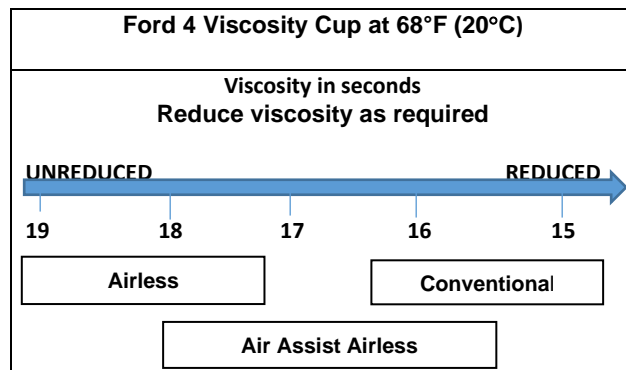 Ford 4 Viscosity Cup at 68°F (20°C)
Viscosity in seconds
Reduce viscosity as required
UNREDUCED REDUCED
19 18 17 16 15
Airless Conventional
Air Assist Airless